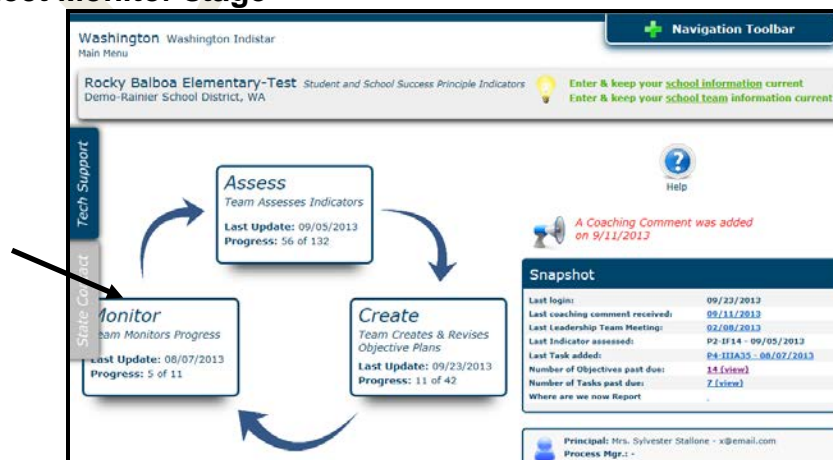 Washington Washington Indistar
Main Menu
Navigation Toolbar
Rocky Balboa Elementary-Test Student and School Success Principle Indicators
Demo-Rainier School District, WA
Enter & keep your school information current
Enter & keep your school team information current
Tech Support
State Contact
Help
A Coaching Comment was added
on 9/11/2013
Assess
Team Assesses Indicators
Last Update: 09/05/2013
Progress: 56 of 132
Monitor
Team Monitors Progress
Last Update: 08/07/2013
Progress: 5 of 11
Create
Team Creates & Revises
Objective Plans
Last Update: 09/23/2013
Progress: 11 of 42
Snapshot
Last login: 09/23/2013
Last coaching comment received: 09/11/2013
Last Leadership Team Meeting: 02/08/2013
Last Indicator assessed: P2-IF14 - 09/05/2013
Last Task added: P4-IIIA35 - 08/07/2013
Number of Objectives past due: 14 (view)
Number of Tasks past due: 7 (view)
Where are we now Report
Principal: Mrs. Sylvester Stallone - x@email.com
Process Mgr.: -